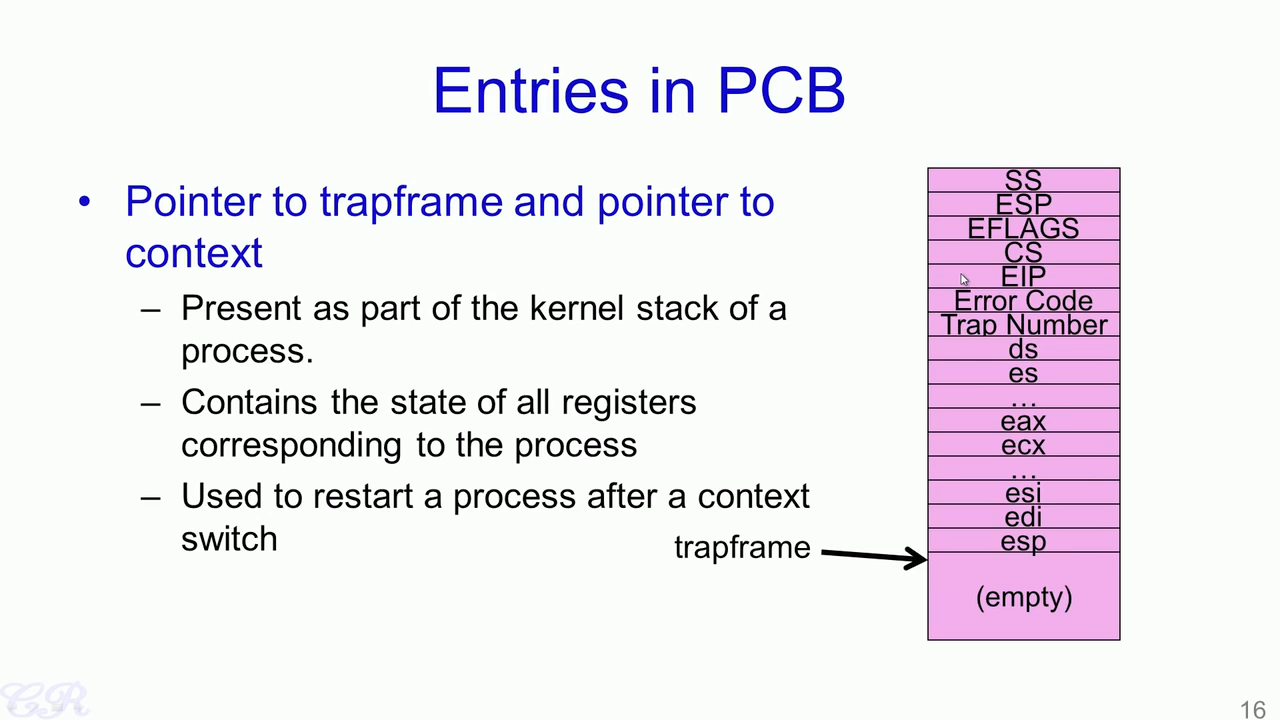 Entries in PCB
• Pointer to trapframe and pointer to
context
– Present as part of the kernel stack of a
process.
– Contains the state of all registers
corresponding to the process
– Used to restart a process after a context
switch
trapframe
SS
ESP
EFLAGS
CS
EIP
Error Code
Trap Number
ds
es
...
eax
ecx
...
esi
edi
esp
(empty)
CR
16